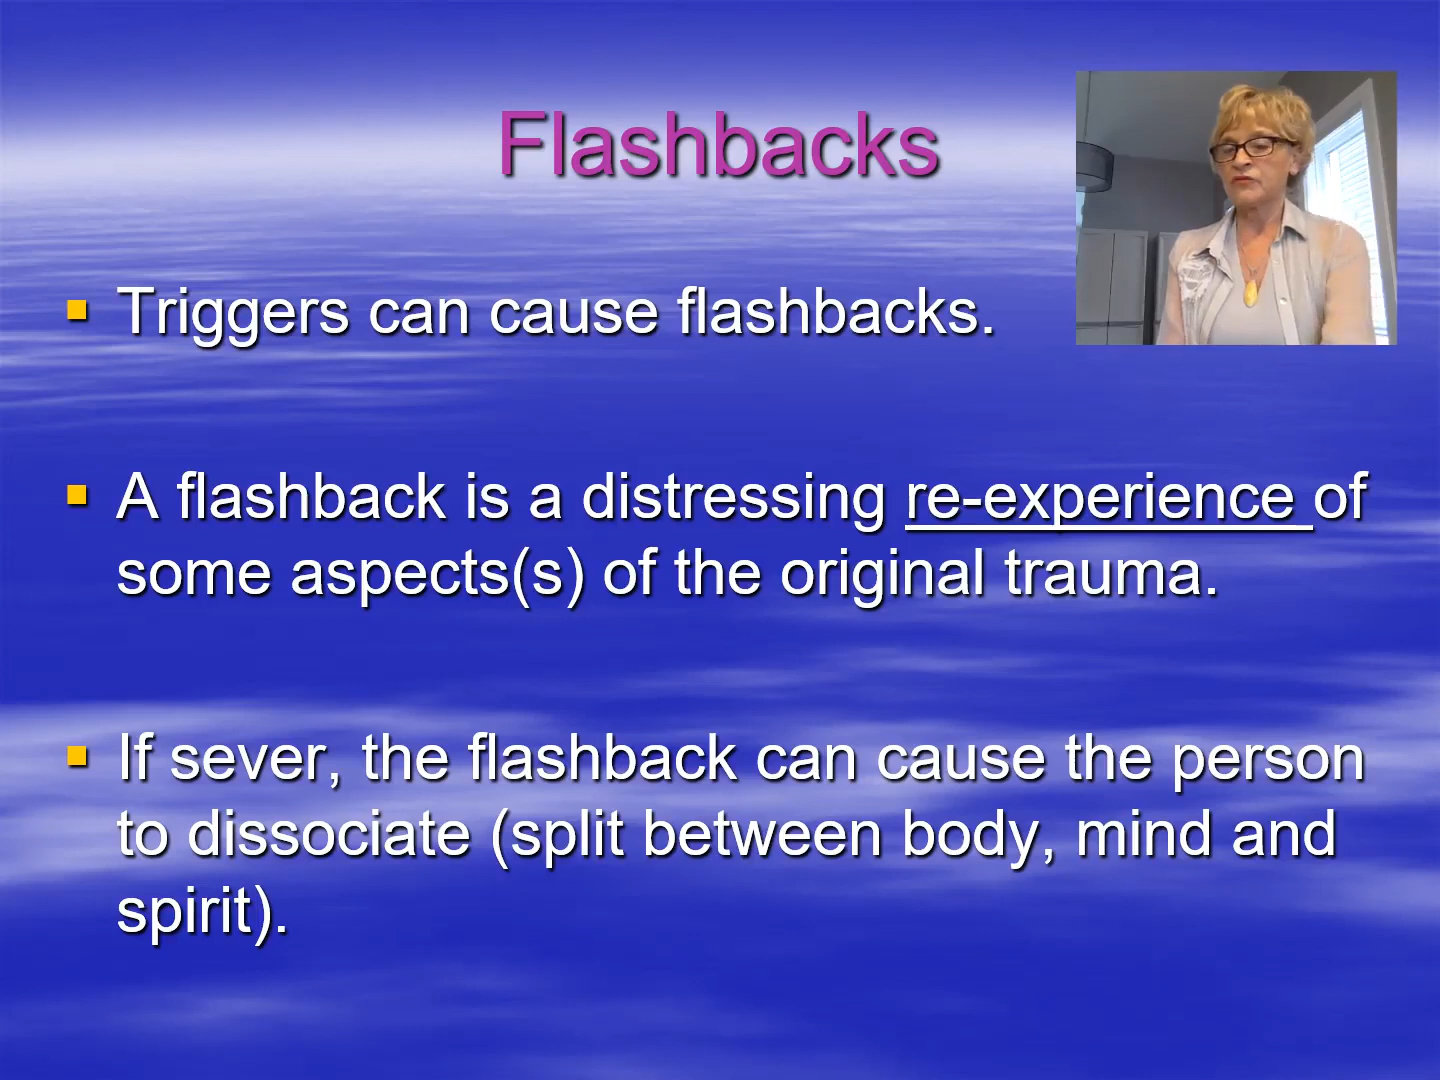 Flashbacks
Triggers can cause flashbacks.
A flashback is a distressing re-experience of
some aspects(s) of the original trauma.
If sever, the flashback can cause the person
to dissociate (split between body, mind and
spirit).